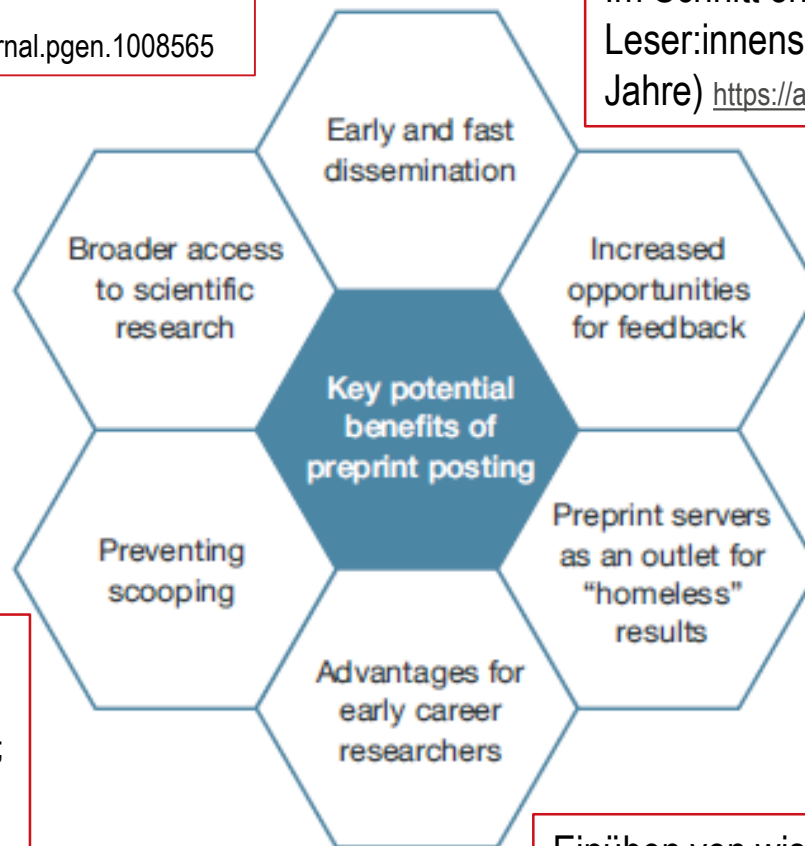 rnal.pgen.1008565
Leser:innens
Jahre) https://a
Early and fast
dissemination
Broader access
to scientific
research
Increased
opportunities
for feedback
Key potential
benefits of
preprint posting
Preventing
scooping
Preprint servers
as an outlet for
“homeless”
results
Advantages for
early career
researchers